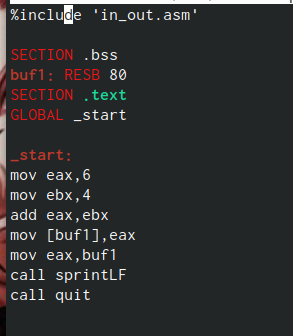 %include 'in_out.asm'
SECTION .bss
buf1: RESB 80
SECTION .text
GLOBAL _start
_start:
mov eax,6
mov ebx,4
add eax,ebx
mov [buf1],eax
mov eax,buf1
call sprintLF
call quit